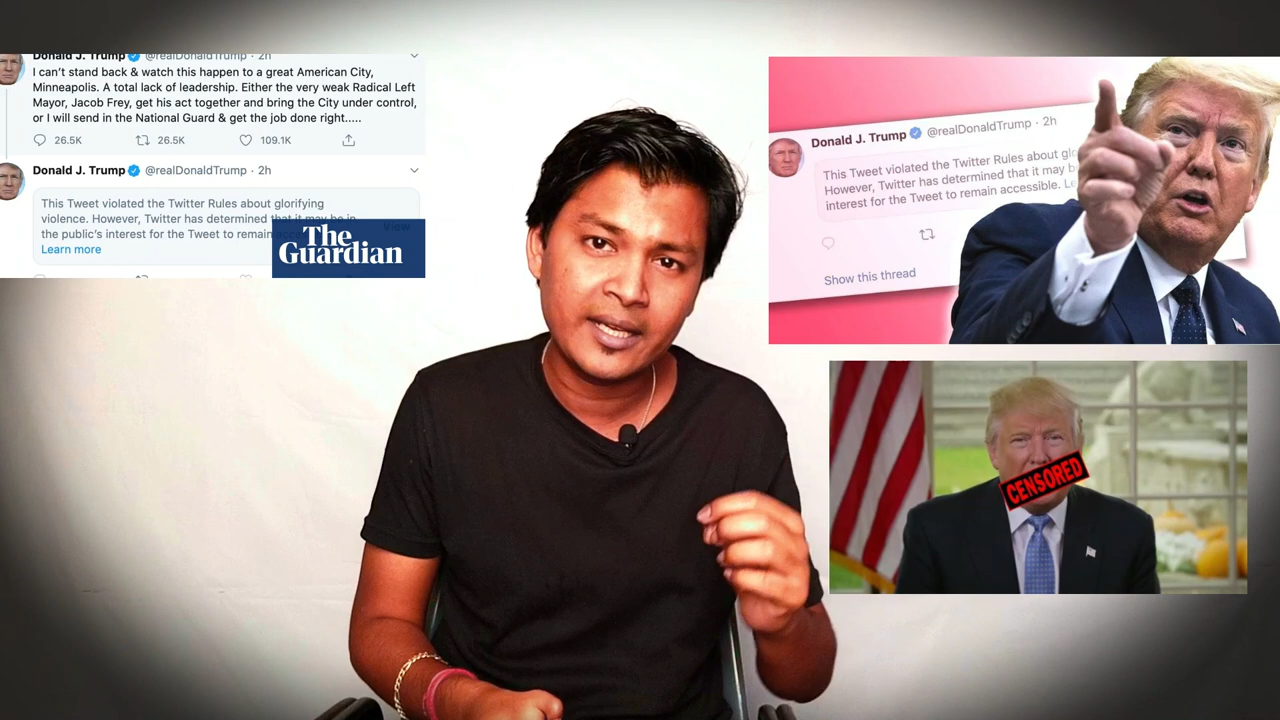 Donald J. Trump @realDonaldTrump · 2h
I can't stand back & watch this happen to a great American City,
Minneapolis. A total lack of leadership. Either the very weak Radical Left
Mayor, Jacob Frey, get his act together and bring the City under control,
or I will send in the National Guard & get the job done right.....
26.5K 26.5K 109.1K
Donald J. Trump @realDonaldTrump · 2h
This Tweet violated the Twitter Rules about glorifying
violence. However, Twitter has determined that it may be in
the public's interest for the Tweet to remain
View
Learn more
The
Guardian
Donald J. Trump @realDonaldTrump · 2h
This Tweet violated the Twitter Rules about
However, Twitter has determined that it may
interest for the Tweet to remain accessible.
Show this thread
CENSORED